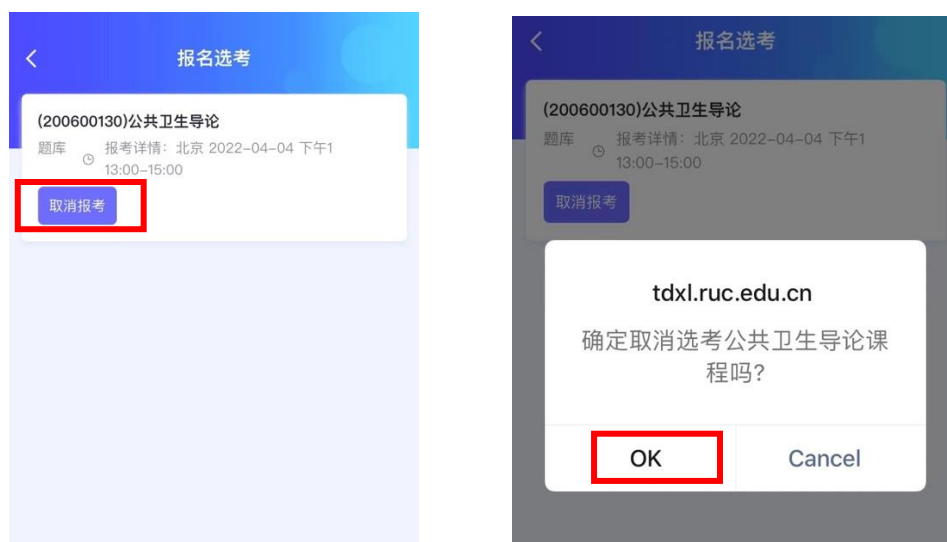 报名选考
(200600130)公共卫生导论
题库 报考详情：北京 2022-04-04 下午1
13:00-15:00
取消报考
报名选考
(200600130)公共卫生导论
题库 报考详情：北京 2022-04-04 下午1
13:00-15:00
取消报考
tdxl.ruc.edu.cn
确定取消选考公共卫生导论课
程吗?
OK Cancel